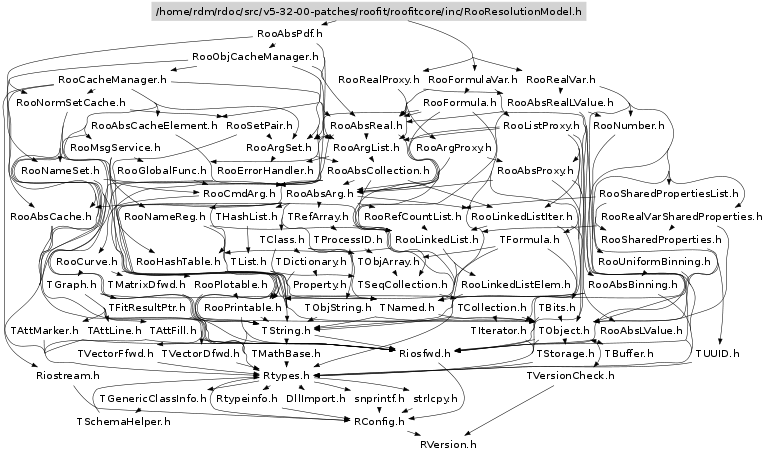 /home/rdm/rdoc/src/v5-32-00-patches/roofit/roofitcore/inc/RooResolutionModel.h
RooAbsPdf.h
RooObjCacheManager.h
RooCacheManager.h RooRealProxy.h RooFormulaVar.h RooRealVar.h
RooNormSetCache.h RooFormula.h RooAbsRealLValue.h
RooAbsCacheElement.h RooSetPair.h RooAbsReal.h RooListProxy.h RooNumber.h
RooMsgService.h RooArgSet.h RooArgList.h RooArgProxy.h
RooNameSet.h RooGlobalFunc.h RooErrorHandler.h RooAbsCollection.h RooAbsProxy.h
RooCmdArg.h RooAbsArg.h RooSharedPropertiesList.h
RooAbsCache.h RooNameReg.h THashList.h TRefArray.h RooRefCountList.h RooLinkedListIter.h RooRealVarSharedProperties.h
TClass.h TProcessID.h RooLinkedList.h TFormula.h RooSharedProperties.h
RooCurve.h RooHashTable.h TList.h TDictionary.h TObjArray.h RooUniformBinning.h
TGraph.h TMatrixDfwd.h RooPlotable.h Property.h TSeqCollection.h RooLinkedListElem.h RooAbsBinning.h
TFitResultPtr.h RooPrintable.h TObjString.h TNamed.h TCollection.h TBits.h
TAttMarker.h TAttLine.h TAttFill.h TString.h TIterator.h TObject.h RooAbsLValue.h
TVectorFfwd.h TVectorDfwd.h TMathBase.h Riosfwd.h TStorage.h TBuffer.h TUUID.h
Riostream.h Rtypes.h TVersionCheck.h
TGenericClassInfo.h Rtypeinfo.h DllImport.h snprintf.h strlcpy.h
TSchemaHelper.h RConfig.h
RVersion.h